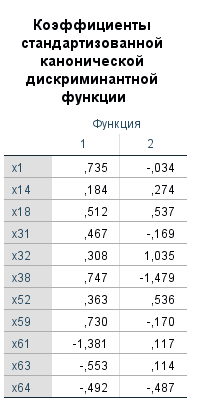 Коэффициенты
стандартизованной
канонической
дискриминантной
функции
Функция
1 2
x1 ,735 -,034
x14 ,184 ,274
x18 ,512 ,537
x31 ,467 -,169
x32 ,308 1,035
x38 ,747 -1,479
x52 ,363 ,536
x59 ,730 -,170
x61 -1,381 ,117
x63 -,553 ,114
x64 -,492 -,487